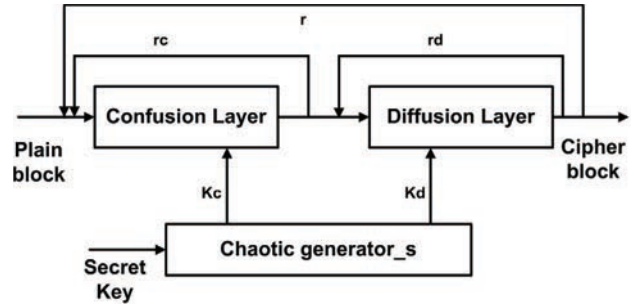 r
rc
rd
Confusion Layer
Diffusion Layer
Plain
block
Cipher
block
Kc
Kd
Chaotic generator_s
Secret
Key